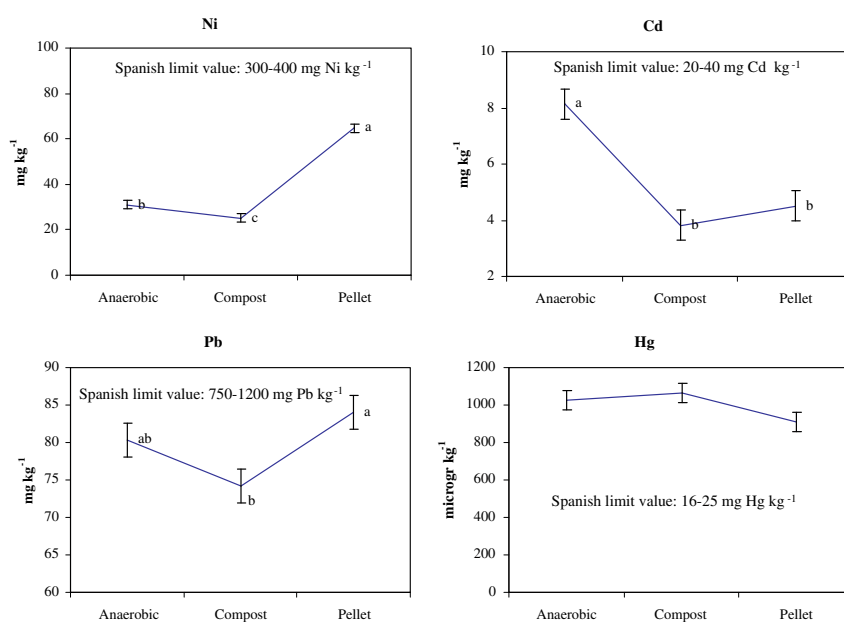 Ni
Spanish limit value: 300-400 mg Ni kg-1
mg kg-1
100
80
60
40
20
0
b
c
a
Anaerobic Compost Pellet
Cd
Spanish limit value: 20-40 mg Cd kg-1
mg kg-1
10
8
6
4
2
a
b
b
Anaerobic Compost Pellet
Pb
Spanish limit value: 750-1200 mg Pb kg-1
mg kg-1
90
85
80
75
70
65
60
ab
b
a
Anaerobic Compost Pellet
Hg
microgr kg-1
1200
1000
800
600
400
200
0
Spanish limit value: 16-25 mg Hg kg-1
Anaerobic Compost Pellet